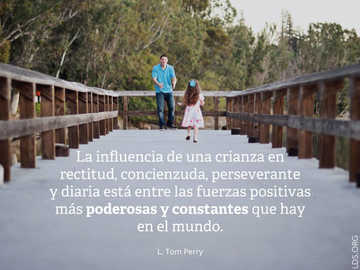 La influencia de una crianza en
rectitud, concienzuda, perseverante
y diaria está entre las fuerzas positivas
más poderosas y constantes que hay
en el mundo.
L. Tom Perry
LDS.ORG